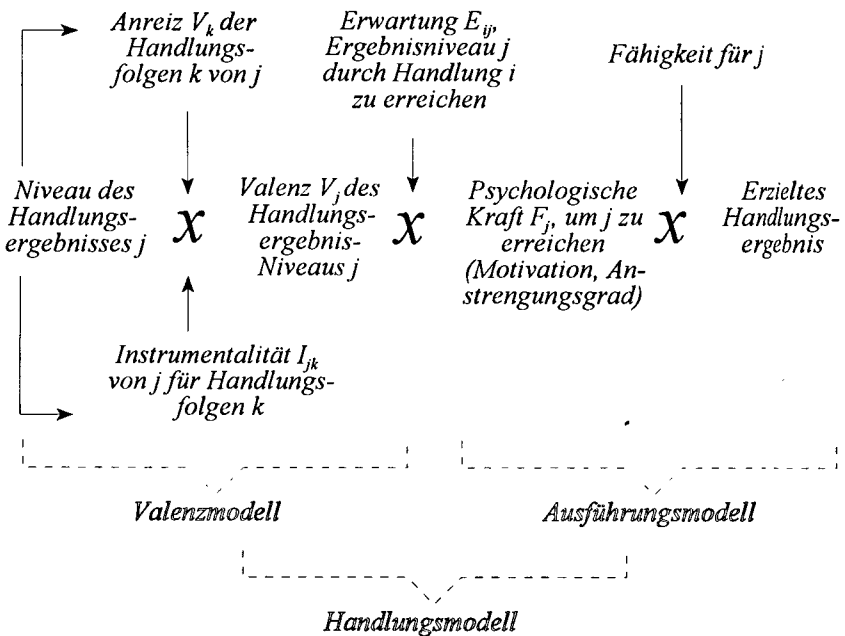 Anreiz V_k der
Handlungs-
folgen k von j
Erwartung E_ij,
Ergebnisniveau j
durch Handlung i
zu erreichen
Fähigkeit für j
Niveau des
Handlungs-
ergebnisses j
x
Valenz V_j des
Handlungs-
ergebnis-
Niveaus j
x
Psychologische
Kraft F_j, um j zu
erreichen
(Motivation, An-
strengungsgrad)
x
Erzieltes
Handlungs-
ergebnis
Instrumentalität I_jk
von j für Handlungs-
folgen k
Valenzmodell
Ausführungsmodell
Handlungsmodell